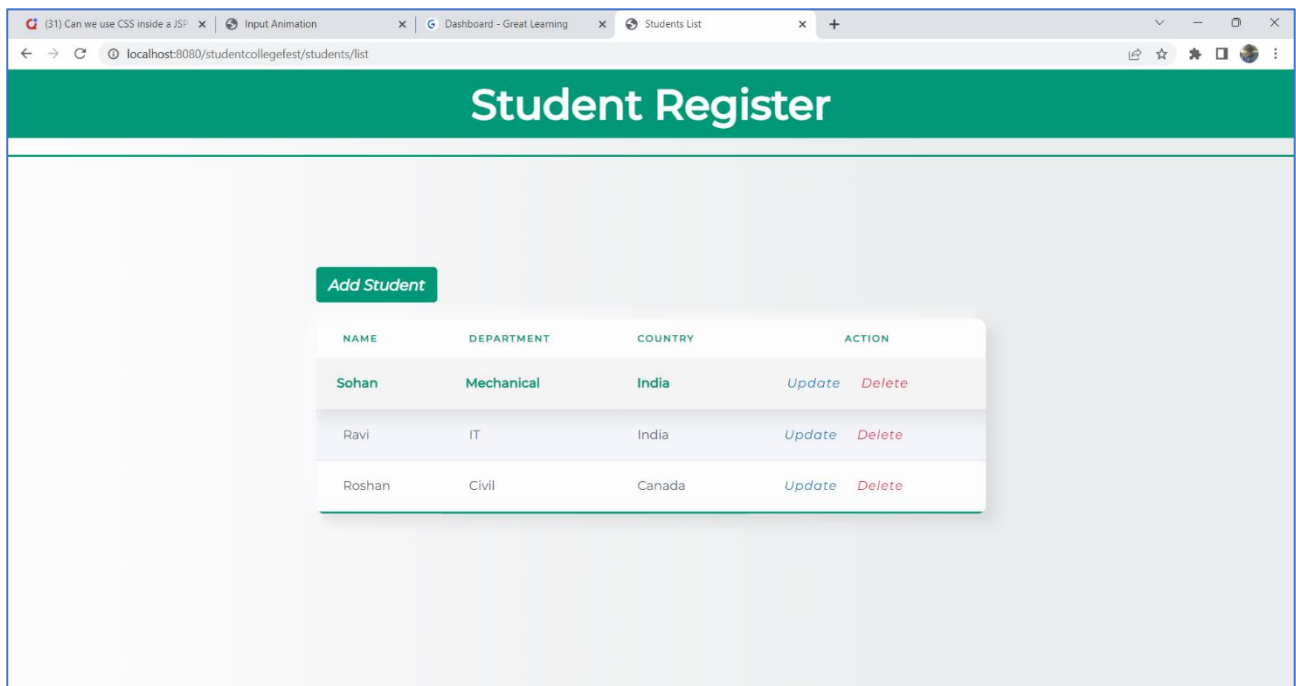 (31) Can we use CSS inside a JSP
Input Animation
Dashboard - Great Learning
Students List
localhost:8080/studentcollegefest/students/list
Student Register
Add Student
NAME DEPARTMENT COUNTRY ACTION
Sohan Mechanical India Update Delete
Ravi IT India Update Delete
Roshan Civil Canada Update Delete